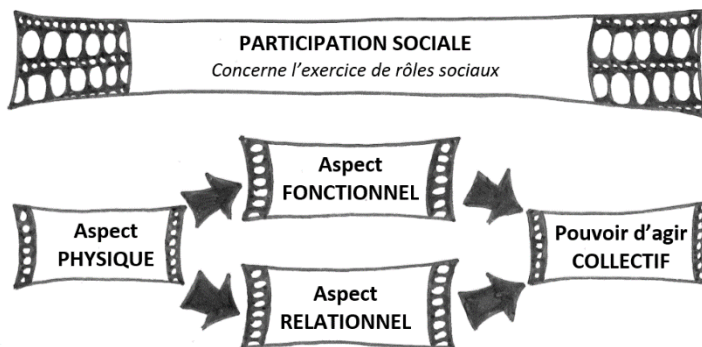 PARTICIPATION SOCIALE
Concerne l'exercice de rôles sociaux
Aspect
FONCTIONNEL
Aspect
PHYSIQUE
Pouvoir d'agir
COLLECTIF
Aspect
RELATIONNEL